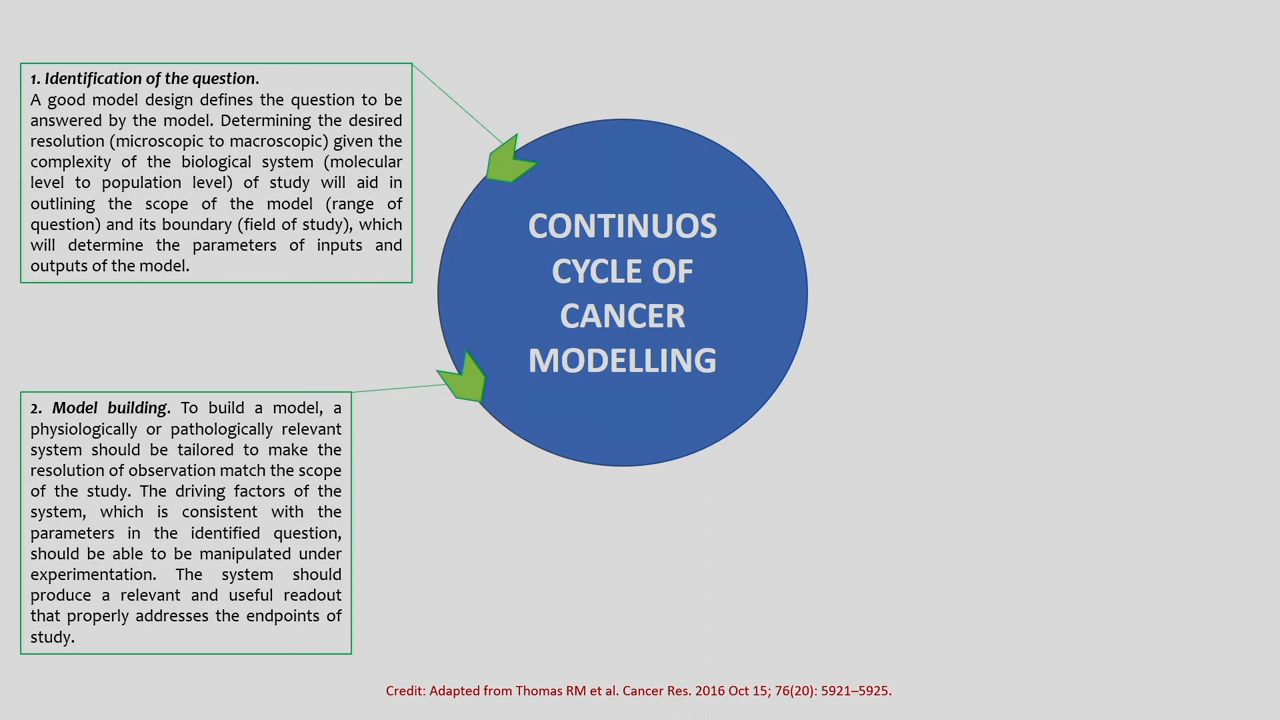 1. Identification of the question.
A good model design defines the question to be
answered by the model. Determining the desired
resolution (microscopic to macroscopic) given the
complexity of the biological system (molecular
level to population level) of study will aid in
outlining the scope of the model (range of
question) and its boundary (field of study), which
will determine the parameters of inputs and
outputs of the model.
CONTINUOS
CYCLE OF
CANCER
MODELLING
2. Model building. To build a model, a
physiologically or pathologically relevant
system should be tailored to make the
resolution of observation match the scope
of the study. The driving factors of the
system, which is consistent with the
parameters in the identified question,
should be able to be manipulated under
experimentation. The system should
produce a relevant and useful readout
that properly addresses the endpoints of
study.
Credit: Adapted from Thomas RM et al. Cancer Res. 2016 Oct 15; 76(20): 5921–5925.